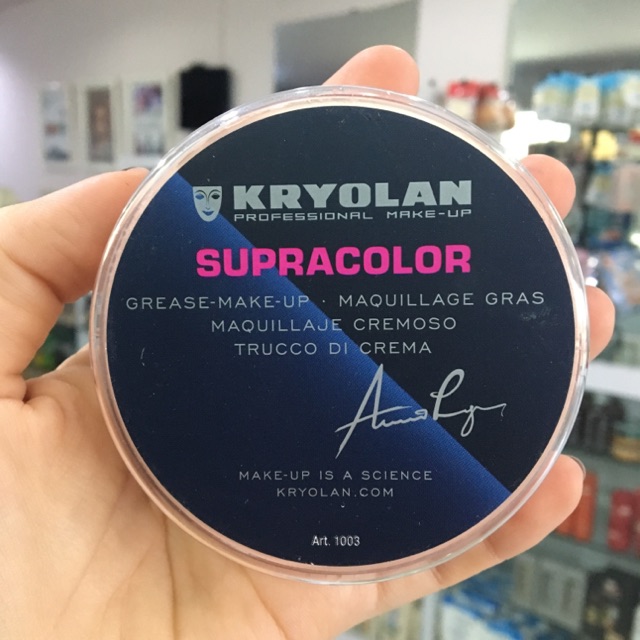 KRYOLAN
PROFESSIONAL MAKE-UP
SUPRACOLOR
GREASE-MAKE-UP · MAQUILLAGE GRAS
MAQUILLAJE CREMOSO
TRUCCO DI CREMA
MAKE-UP IS A SCIENCE
KRYOLAN.COM
Art. 1003